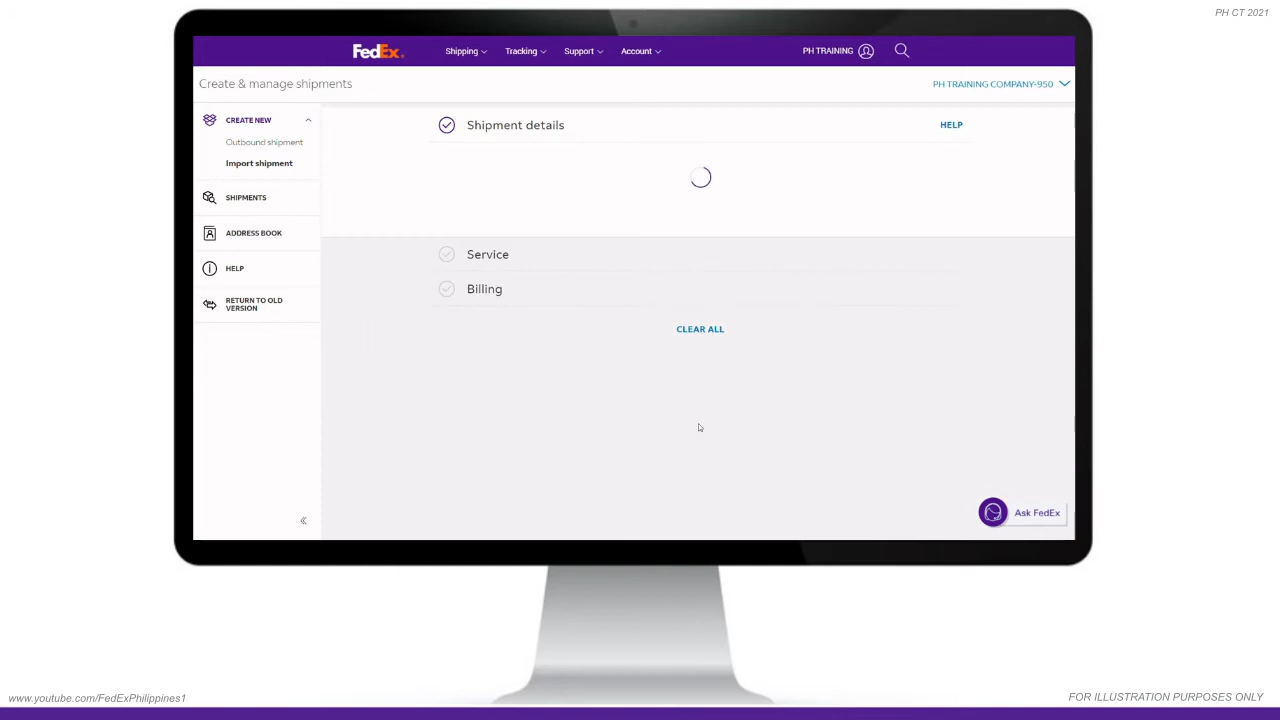 PH CT 2021
FedEx®
Shipping
Tracking
Support
Account
PH TRAINING
Create & manage shipments
PH TRAINING COMPANY-950
CREATE NEW
Outbound shipment
Import shipment
SHIPMENTS
ADDRESS BOOK
HELP
RETURN TO OLD
VERSION
Shipment details
HELP
Service
Billing
CLEAR ALL
Ask FedEx
www.youtube.com/FedExPhilippines1
FOR ILLUSTRATION PURPOSES ONLY